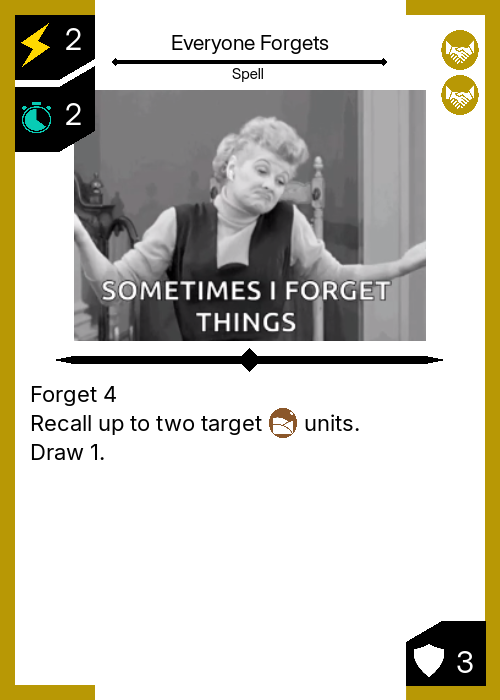 2
Everyone Forgets
Spell
2
SOMETIMES I FORGET
THINGS
Forget 4
Recall up to two target units.
Draw 1.
3